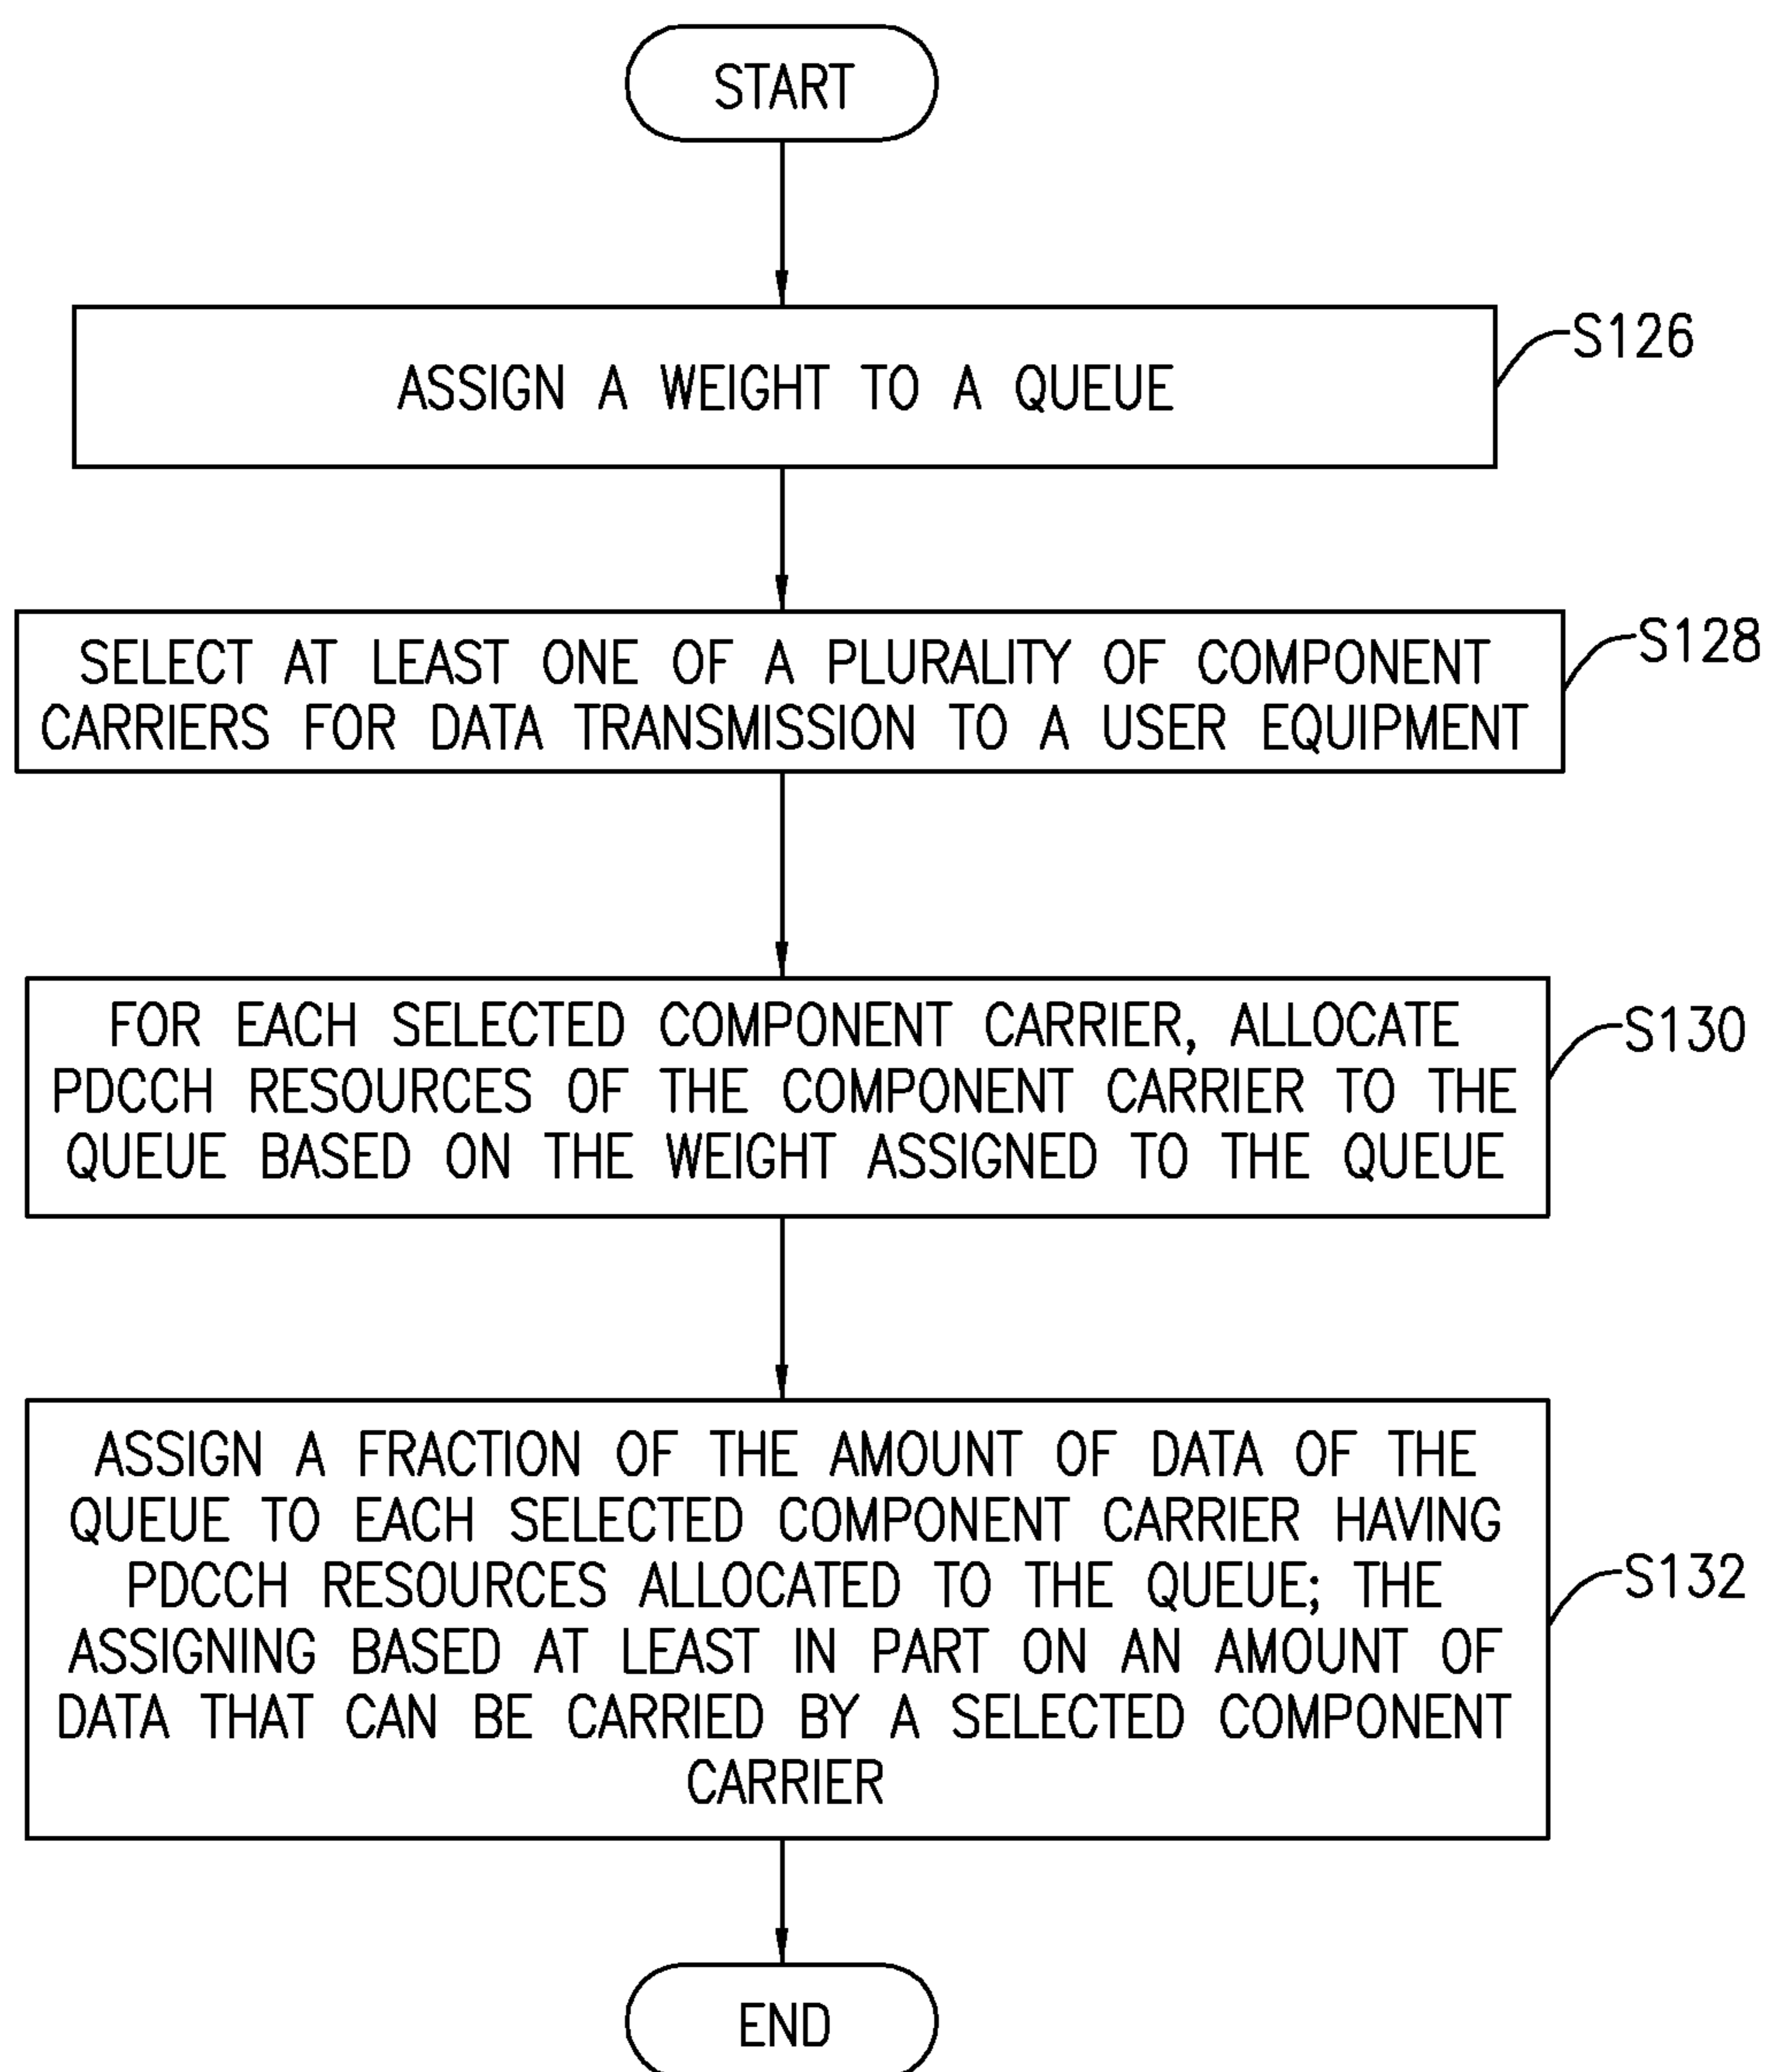 START
ASSIGN A WEIGHT TO A QUEUE
S126
SELECT AT LEAST ONE OF A PLURALITY OF COMPONENT
CARRIERS FOR DATA TRANSMISSION TO A USER EQUIPMENT
S128
FOR EACH SELECTED COMPONENT CARRIER, ALLOCATE
PDCCH RESOURCES OF THE COMPONENT CARRIER TO THE
QUEUE BASED ON THE WEIGHT ASSIGNED TO THE QUEUE
S130
ASSIGN A FRACTION OF THE AMOUNT OF DATA OF THE
QUEUE TO EACH SELECTED COMPONENT CARRIER HAVING
PDCCH RESOURCES ALLOCATED TO THE QUEUE; THE
ASSIGNING BASED AT LEAST IN PART ON AN AMOUNT OF
DATA THAT CAN BE CARRIED BY A SELECTED COMPONENT
CARRIER
S132
END